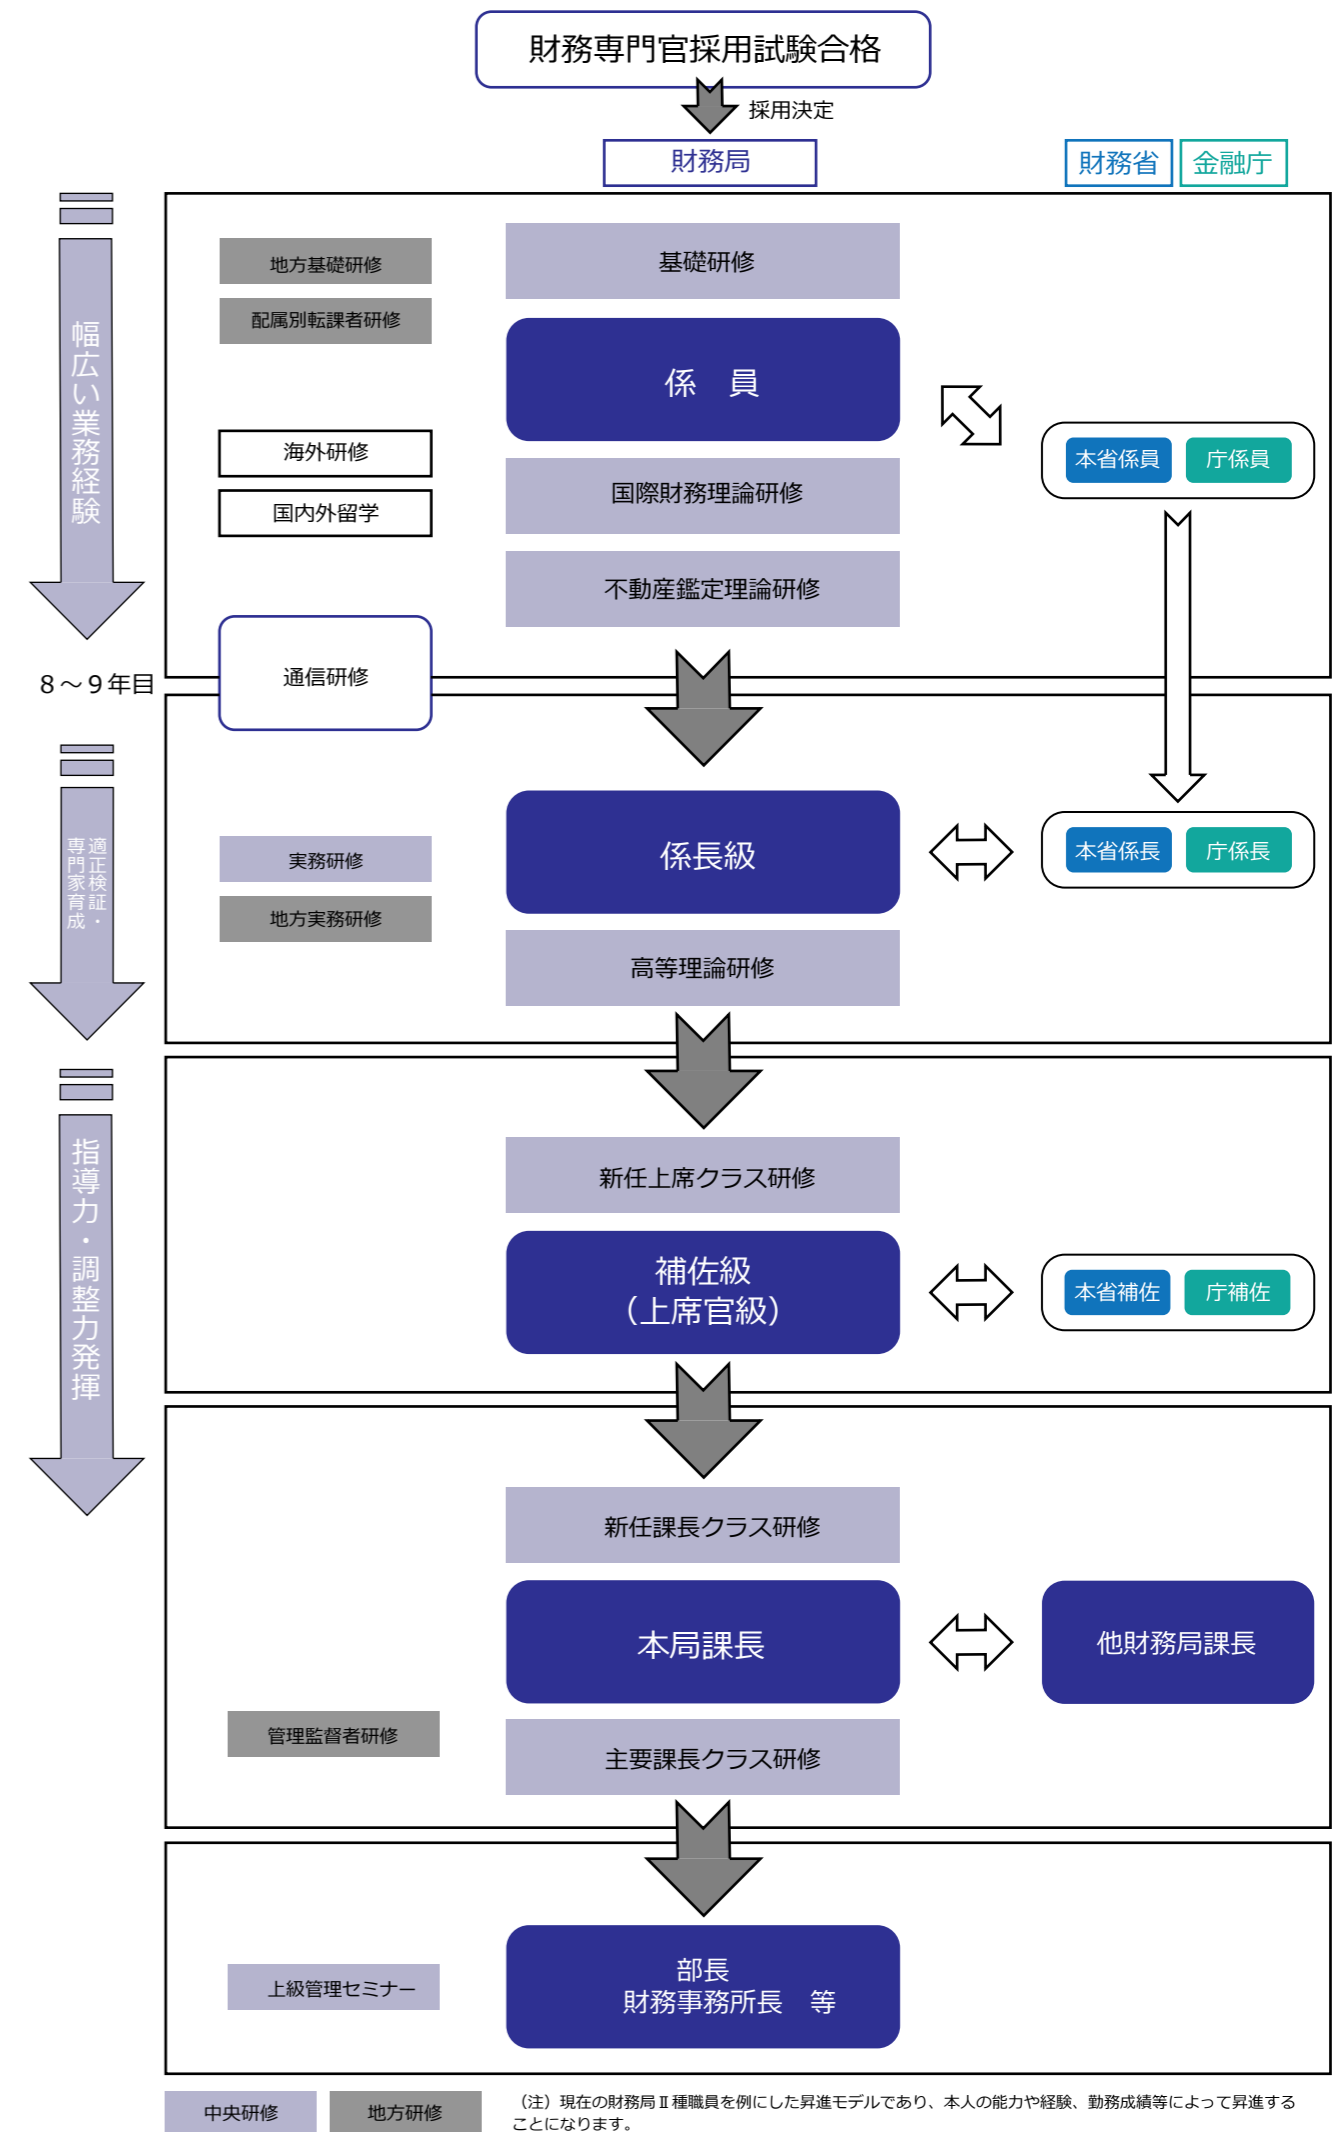 財務専門官採用試験合格
採用決定
財務局
財務省
金融庁
幅広い業務経験
地方基礎研修
配属別転課者研修
基礎研修
係　員
海外研修
国内外留学
国際財務理論研修
不動産鑑定理論研修
本省係員
庁係員
8～9年目
通信研修
適正検証・
専門家育成
実務研修
地方実務研修
係長級
高等理論研修
本省係長
庁係長
指導力・調整力発揮
新任上席クラス研修
補佐級
（上席官級）
本省補佐
庁補佐
新任課長クラス研修
本局課長
他財務局課長
管理監督者研修
主要課長クラス研修
上級管理セミナー
部長
財務事務所長　等
中央研修
地方研修
（注）現在の財務局Ⅱ種職員を例にした昇進モデルであり、本人の能力や経験、勤務成績等によって昇進する
ことになります。